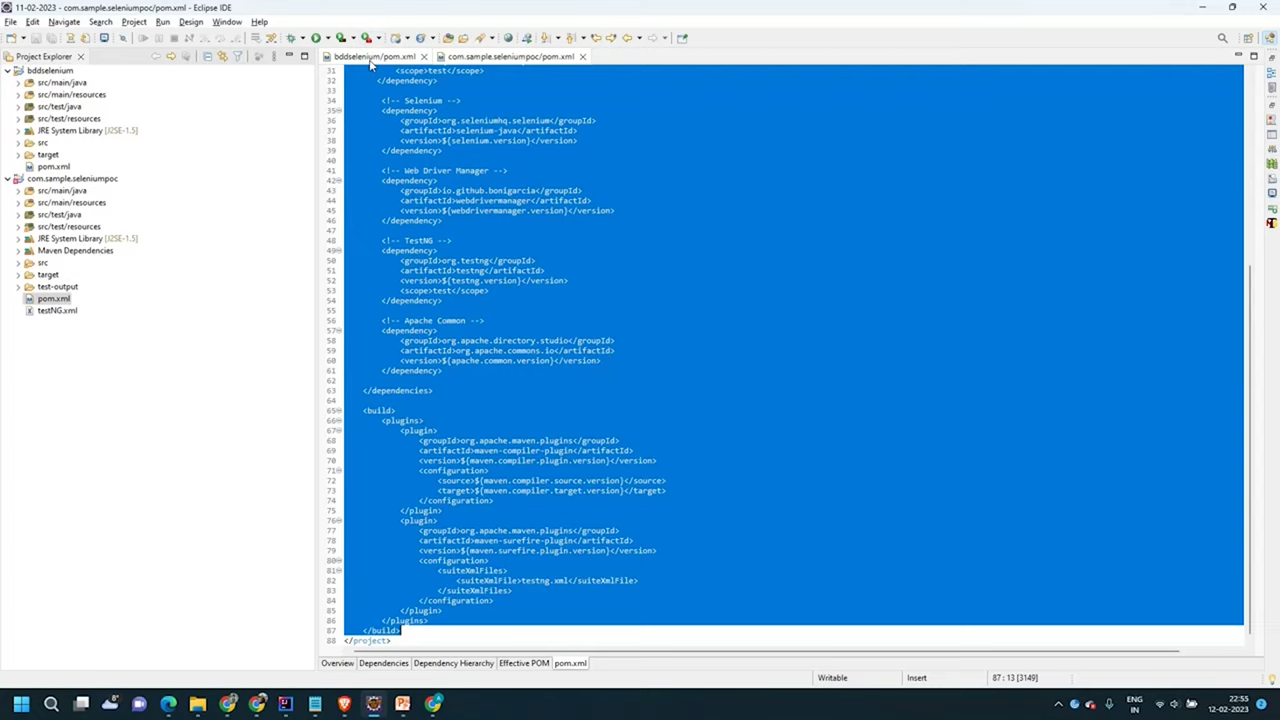 11-02-2023 - com.sample.seleniumpoc/pom.xml - Eclipse IDE
File Edit Navigate Search Project Run Design Window Help
Project Explorer
bddselenium/pom.xml
com.sample.seleniumpoc/pom.xml
bddselenium
src/main/java
src/main/resources
src/test/java
src/test/resources
JRE System Library [J2SE-1.5]
src
target
pom.xml
com.sample.seleniumpoc
src/main/java
src/main/resources
src/test/java
src/test/resources
JRE System Library [J2SE-1.5]
Maven Dependencies
src
target
test-output
pom.xml
testNG.xml
31 <scope>test</scope>
32 </dependency>
33
34 <!-- Selenium -->
35 <dependency>
36 <groupId>org.seleniumhq.selenium</groupId>
37 <artifactId>selenium-java</artifactId>
38 <version>${selenium.version}</version>
39 </dependency>
40
41 <!-- Web Driver Manager -->
42 <dependency>
43 <groupId>io.github.bonigarcia</groupId>
44 <artifactId>webdrivermanager</artifactId>
45 <version>${webdrivermanager.version}</version>
46 </dependency>
47
48 <!-- TestNG -->
49 <dependency>
50 <groupId>org.testng</groupId>
51 <artifactId>testng</artifactId>
52 <version>${testng.version}</version>
53 <scope>test</scope>
54 </dependency>
55
56 <!-- Apache Common -->
57 <dependency>
58 <groupId>org.apache.directory.studio</groupId>
59 <artifactId>org.apache.commons.io</artifactId>
60 <version>${apache.common.version}</version>
61 </dependency>
62
63 </dependencies>
64
65 <build>
66 <plugins>
67 <plugin>
68 <groupId>org.apache.maven.plugins</groupId>
69 <artifactId>maven-compiler-plugin</artifactId>
70 <version>${maven.compiler.plugin.version}</version>
71 <configuration>
72 <source>${maven.compiler.source.version}</source>
73 <target>${maven.compiler.target.version}</target>
74 </configuration>
75 </plugin>
76 <plugin>
77 <groupId>org.apache.maven.plugins</groupId>
78 <artifactId>maven-surefire-plugin</artifactId>
79 <version>${maven.surefire.plugin.version}</version>
80 <configuration>
81 <suiteXmlFiles>
82 <suiteXmlFile>testng.xml</suiteXmlFile>
83 </suiteXmlFiles>
84 </configuration>
85 </plugin>
86 </plugins>
87 </build>
88 </project>
Overview Dependencies Dependency Hierarchy Effective POM pom.xml
Writable Insert 87 : 13 [3149]
8°
ENG
IN
22:55
12-02-2023